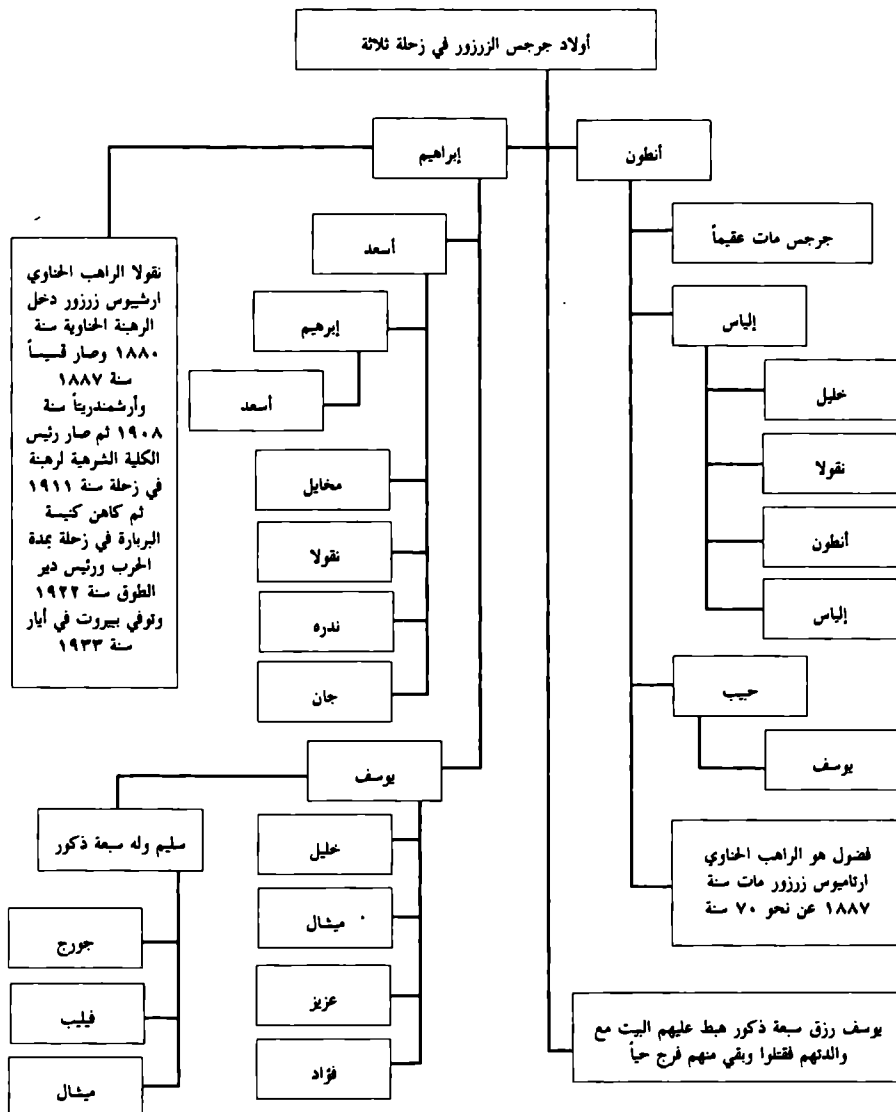 أولاد جرجس الزرزور في زحلة ثلاثة
أنطون
جرجس مات عقيماً
إلياس
خليل
نقولا
أنطون
إلياس
حبيب
يوسف
فضول هو الراهب الحناوي
ارتاميوس زرزور مات سنة
١٨٨٧ عن نحو ٧٠ سنة
إبراهيم
أسعد
إبرهيم
أسعد
مخايل
نقولا
ندره
جان
يوسف
خليل
ميشال
عزيز
فؤاد
سليم وله سبعة ذكور
جورج
فيليب
ميشال
نقولا الراهب الحناوي
ارشيبوس زرزور دخل
الرهبنة الحناوية سنة
١٨٨٠ وصار قسيساً
سنة ١٨٨٧
وأرشمندريتاً سنة
١٩٠٨ ثم صار رئيس
الكلية الشرهية لرهبنة
في زحلة سنة ١٩١١
ثم كاهن كنيسة
البربارة في زحلة بمدة
الحرب ورئيس دير
الطوق سنة ١٩٢٢
وتوفي ببيروت في أيار
سنة ١٩٣٣
يوسف رزق سبعة ذكور هبط عليهم البيت مع
والدتهم فقتلوا وبقي منهم فرج حياً